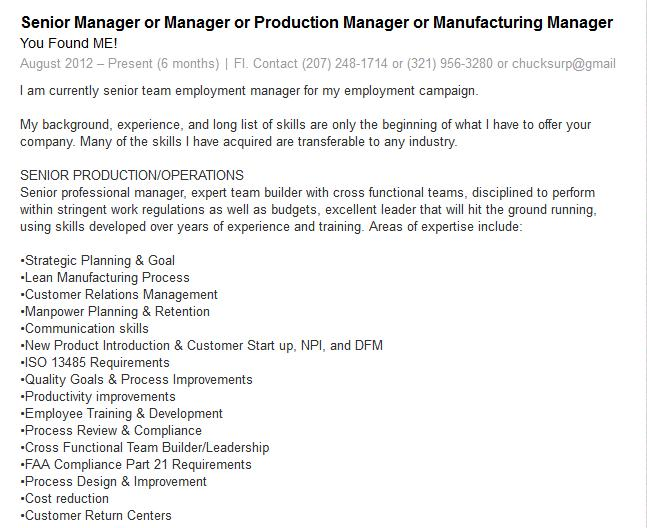 Senior Manager or Manager or Production Manager or Manufacturing Manager
You Found ME!
August 2012 – Present (6 months) | Fl. Contact (207) 248-1714 or (321) 956-3280 or chucksurp@gmail
I am currently senior team employment manager for my employment campaign.
My background, experience, and long list of skills are only the beginning of what I have to offer your
company. Many of the skills I have acquired are transferable to any industry.
SENIOR PRODUCTION/OPERATIONS
Senior professional manager, expert team builder with cross functional teams, disciplined to perform
within stringent work regulations as well as budgets, excellent leader that will hit the ground running,
using skills developed over years of experience and training. Areas of expertise include:
•Strategic Planning & Goal
•Lean Manufacturing Process
•Customer Relations Management
•Manpower Planning & Retention
•Communication skills
•New Product Introduction & Customer Start up, NPI, and DFM
•ISO 13485 Requirements
•Quality Goals & Process Improvements
•Productivity improvements
•Employee Training & Development
•Process Review & Compliance
•Cross Functional Team Builder/Leadership
•FAA Compliance Part 21 Requirements
•Process Design & Improvement
•Cost reduction
•Customer Return Centers